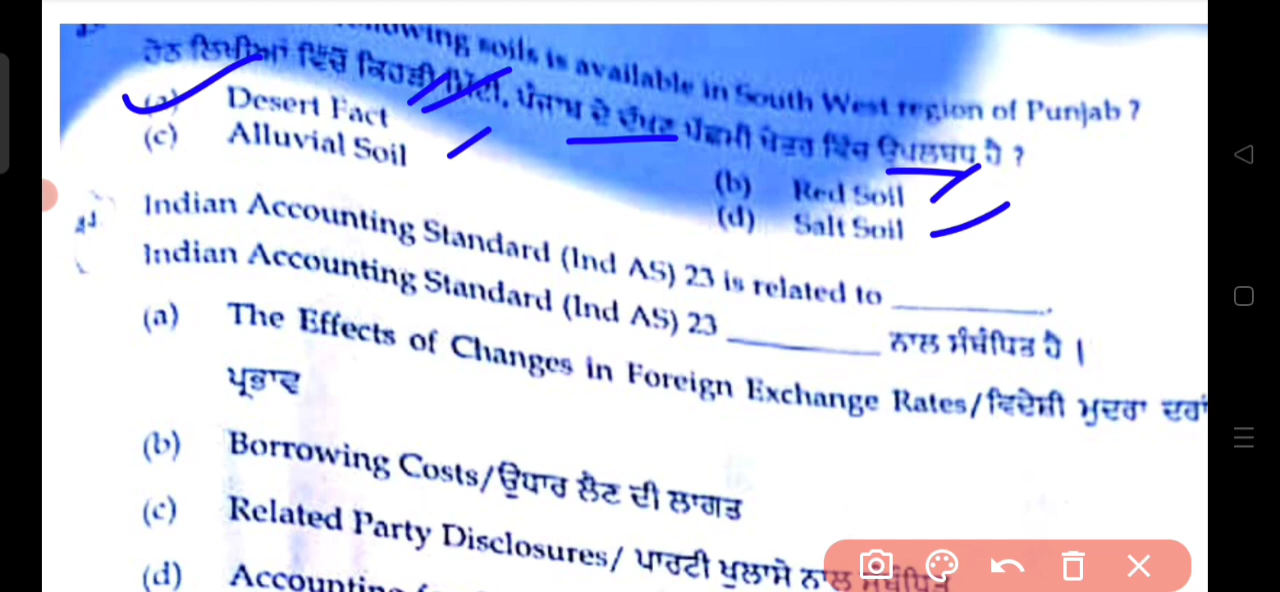 soils is available in South West region of Punjab ?
ਹੇਠ ਲਿਖੀਆਂ ਵਿੱਚੋਂ ਕਿਹੜੀ ਮਿੱਟੀ, ਪੰਜਾਬ ਦੇ ਦੱਖਣ ਪੱਛਮੀ ਖੇਤਰ ਵਿੱਚ ਉਪਲਬਧ ਹੈ ?
(a) Desert Fact
(b) Red Soil
(c) Alluvial Soil
(d) Salt Soil
Indian Accounting Standard (Ind AS) 23 is related to ________.
Indian Accounting Standard (Ind AS) 23 ________ ਨਾਲ ਸੰਬੰਧਿਤ ਹੈ |
(a) The Effects of Changes in Foreign Exchange Rates/ਵਿਦੇਸ਼ੀ ਮੁਦਰਾ ਦਰਾਂ
ਪ੍ਰਭਾਵ
(b) Borrowing Costs/ਉਧਾਰ ਲੈਣ ਦੀ ਲਾਗਤ
(c) Related Party Disclosures/ ਪਾਰਟੀ ਖੁਲਾਸੇ ਨਾਲ ਸੰਬੰਧਿਤ
(d) Accounting